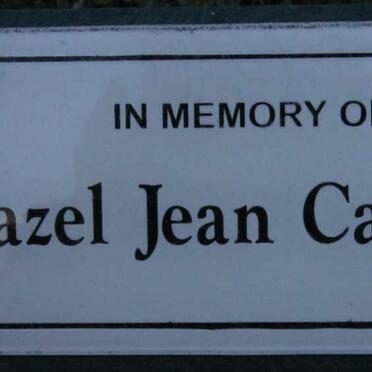 IN MEMORY O
azel Jean Ca